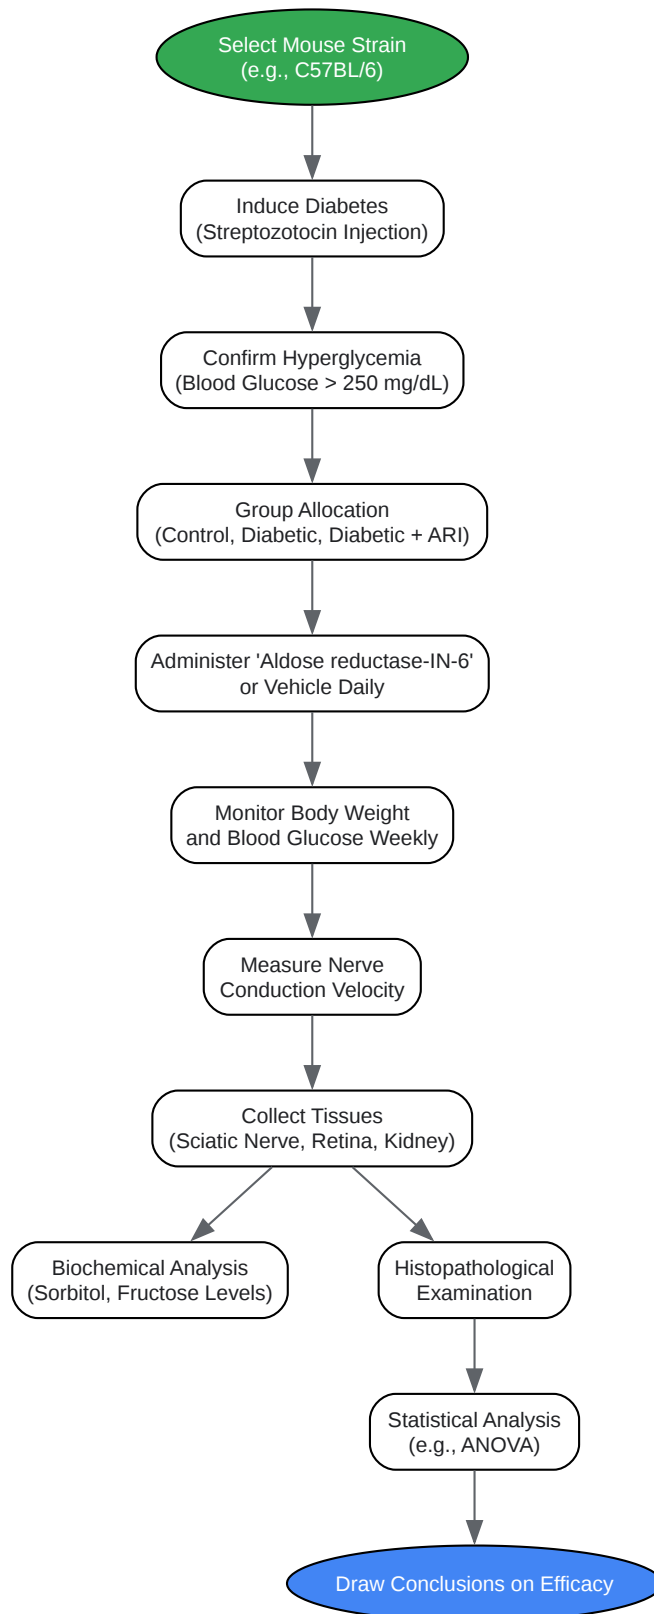 Select Mouse Strain
(e.g., C57BL/6)
Induce Diabetes
(Streptozotocin Injection)
Confirm Hyperglycemia
(Blood Glucose > 250 mg/dL)
Group Allocation
(Control, Diabetic, Diabetic + ARI)
Administer 'Aldose reductase-IN-6'
or Vehicle Daily
Monitor Body Weight
and Blood Glucose Weekly
Measure Nerve
Conduction Velocity
Collect Tissues
(Sciatic Nerve, Retina, Kidney)
Biochemical Analysis
(Sorbitol, Fructose Levels)
Histopathological
Examination
Statistical Analysis
(e.g., ANOVA)
Draw Conclusions on Efficacy